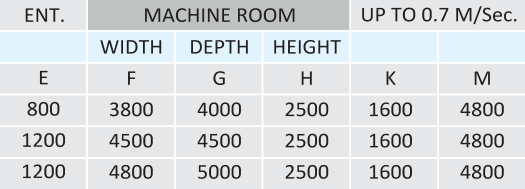 ENT. MACHINE ROOM UP TO 0.7 M/Sec.
WIDTH DEPTH HEIGHT
E F G H K M
800 3800 4000 2500 1600 4800
1200 4500 4500 2500 1600 4800
1200 4800 5000 2500 1600 4800